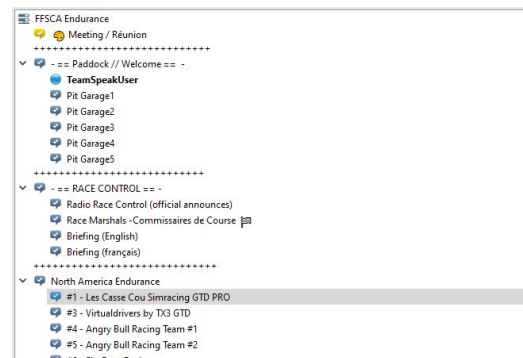 FFSCA Endurance
Meeting / Réunion
++++++++++++++++++++++++++++
- == Paddock // Welcome == -
TeamSpeakUser
Pit Garage1
Pit Garage2
Pit Garage3
Pit Garage4
Pit Garage5
+++++++++++++++++++++++++++
- == RACE CONTROL == -
Radio Race Control (official announces)
Race Marshals -Commissaires de Course
Briefing (English)
Briefing (français)
+++++++++++++++++++++++++++++
North America Endurance
#1 - Les Casse Cou Simracing GTD PRO
#3 - Virtualdrivers by TX3 GTD
#4 - Angry Bull Racing Team #1
#5 - Angry Bull Racing Team #2